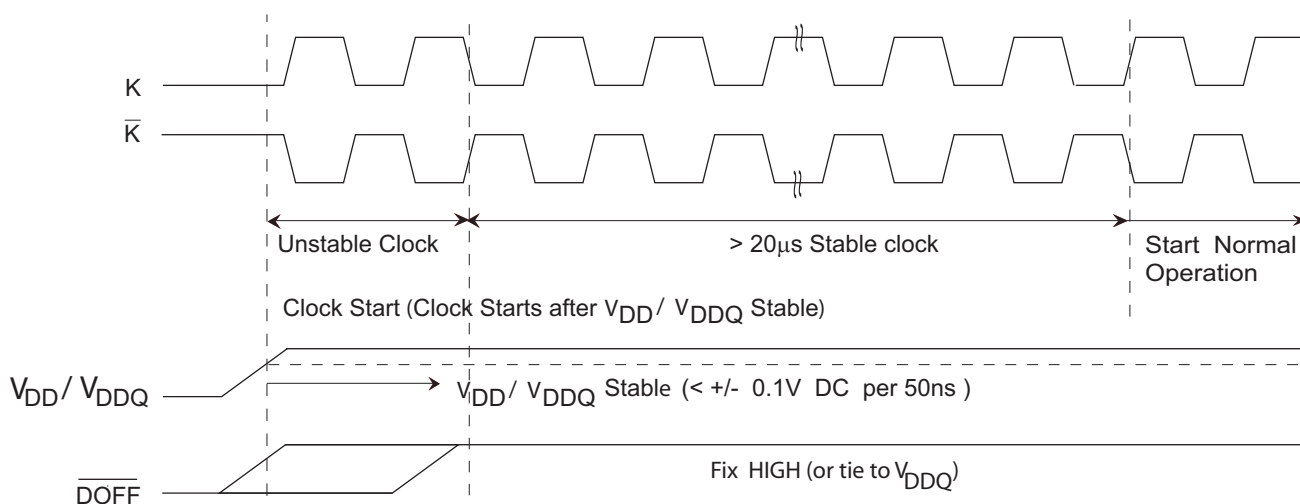 K
K̅
Unstable Clock
> 20μs Stable clock
Start Normal
Operation
Clock Start (Clock Starts after VDD/ VDDQ Stable)
VDD/ VDDQ
VDD/ VDDQ Stable (< +/- 0.1V DC per 50ns )
D̅O̅F̅F̅
Fix HIGH (or tie to VDDQ)